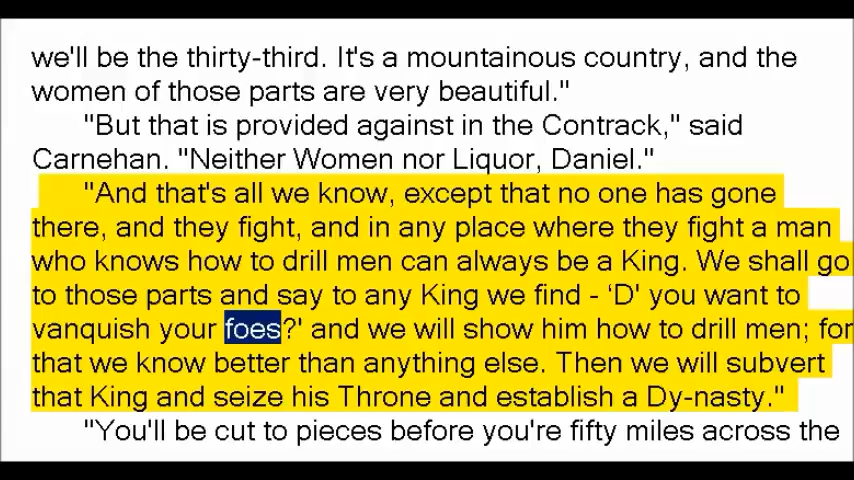 we'll be the thirty-third. It's a mountainous country, and the
women of those parts are very beautiful."
"But that is provided against in the Contrack," said
Carnehan. "Neither Women nor Liquor, Daniel."
"And that's all we know, except that no one has gone
there, and they fight, and in any place where they fight a man
who knows how to drill men can always be a King. We shall go
to those parts and say to any King we find - ‘D' you want to
vanquish your foes?' and we will show him how to drill men; for
that we know better than anything else. Then we will subvert
that King and seize his Throne and establish a Dy-nasty."
"You'll be cut to pieces before you're fifty miles across the